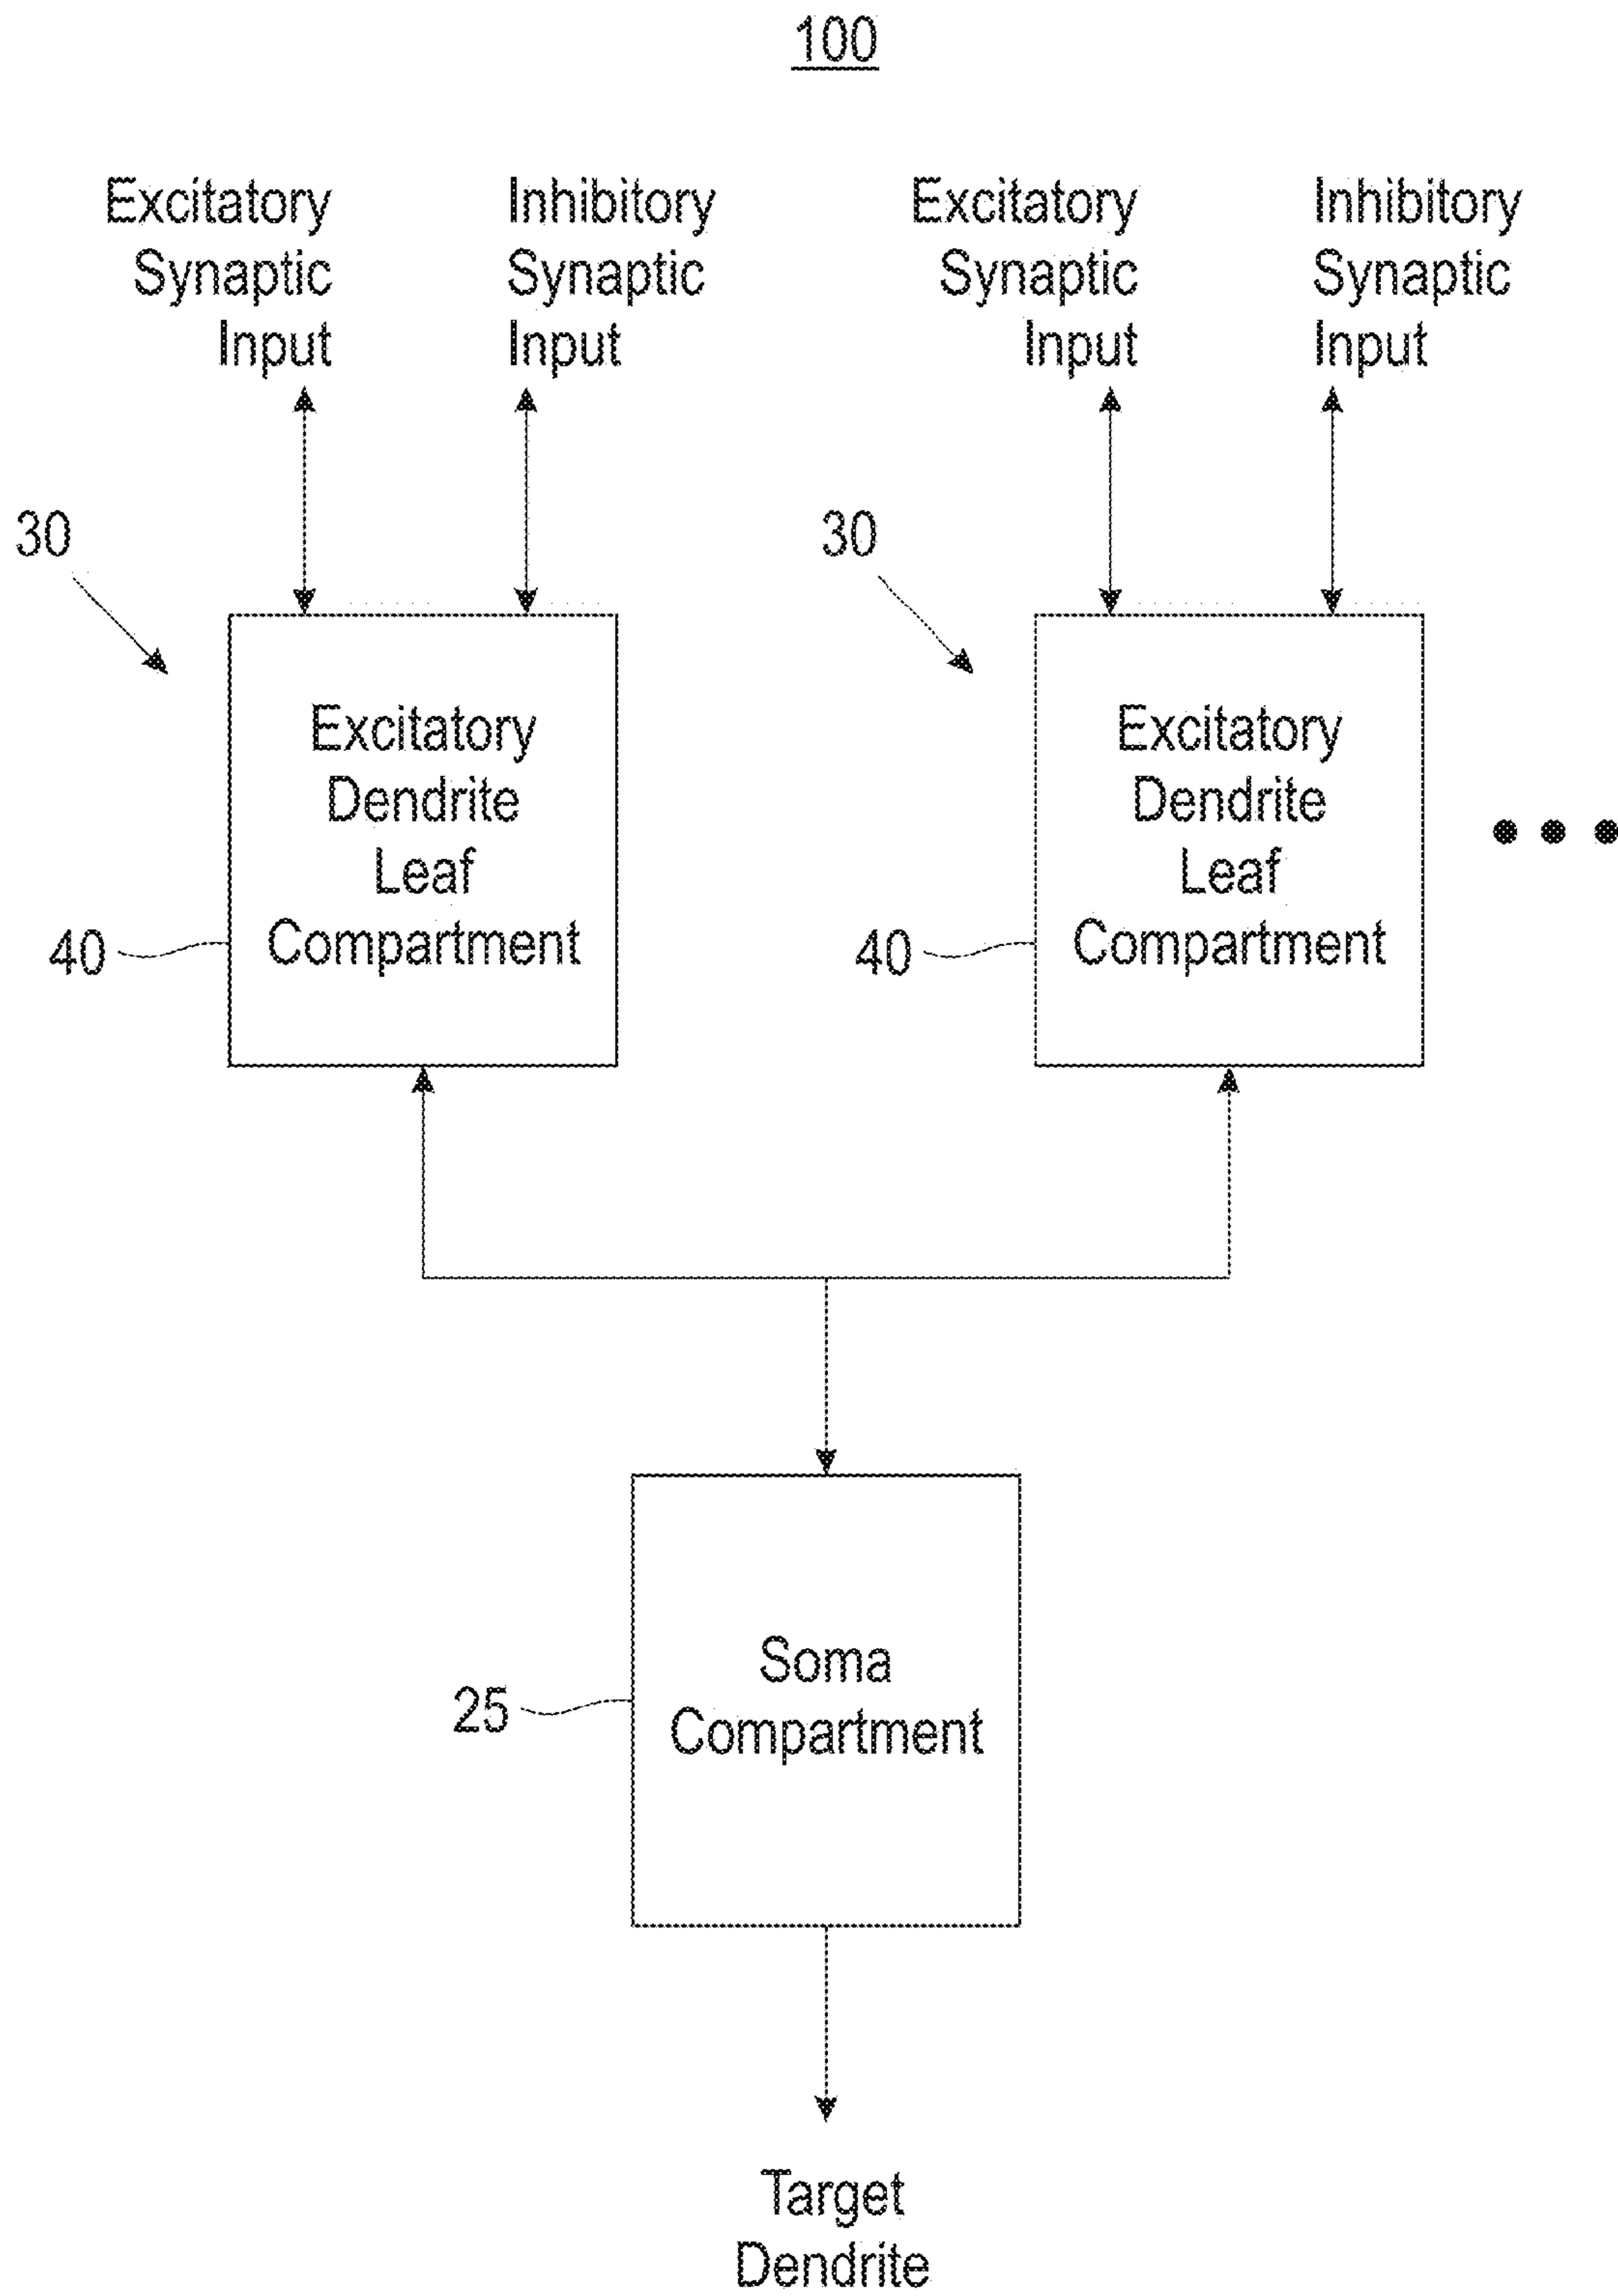 100
Excitatory
Synaptic
Input
Inhibitory
Synaptic
Input
Excitatory
Synaptic
Input
Inhibitory
Synaptic
Input
30
30
Excitatory
Dendrite
Leaf
Compartment
40
Excitatory
Dendrite
Leaf
Compartment
40
Soma
Compartment
25
Target
Dendrite